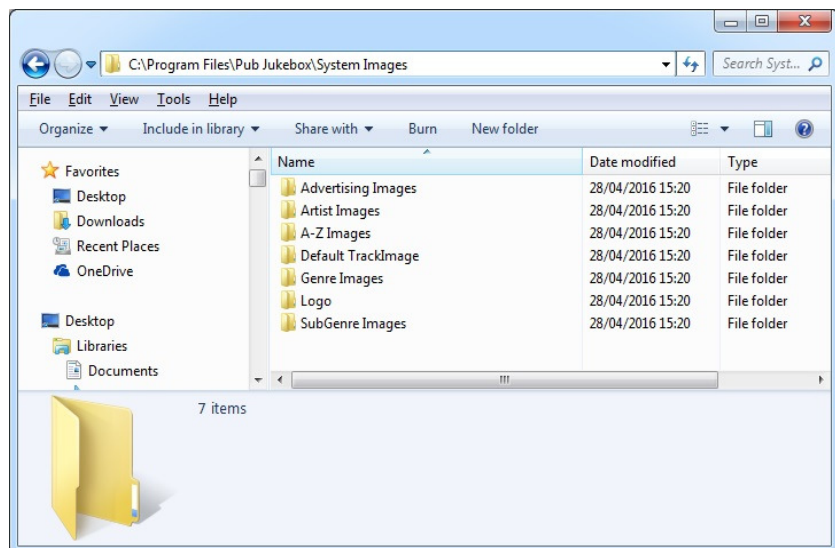 C:\Program Files\Pub Jukebox\System Images
Search Syst...
File Edit View Tools Help
Organize Include in library Share with Burn New folder
Favorites
Desktop
Downloads
Recent Places
OneDrive
Desktop
Libraries
Documents
Name Date modified Type
Advertising Images 28/04/2016 15:20 File folder
Artist Images 28/04/2016 15:20 File folder
A-Z Images 28/04/2016 15:20 File folder
Default TrackImage 28/04/2016 15:20 File folder
Genre Images 28/04/2016 15:20 File folder
Logo 28/04/2016 15:20 File folder
SubGenre Images 28/04/2016 15:20 File folder
7 items